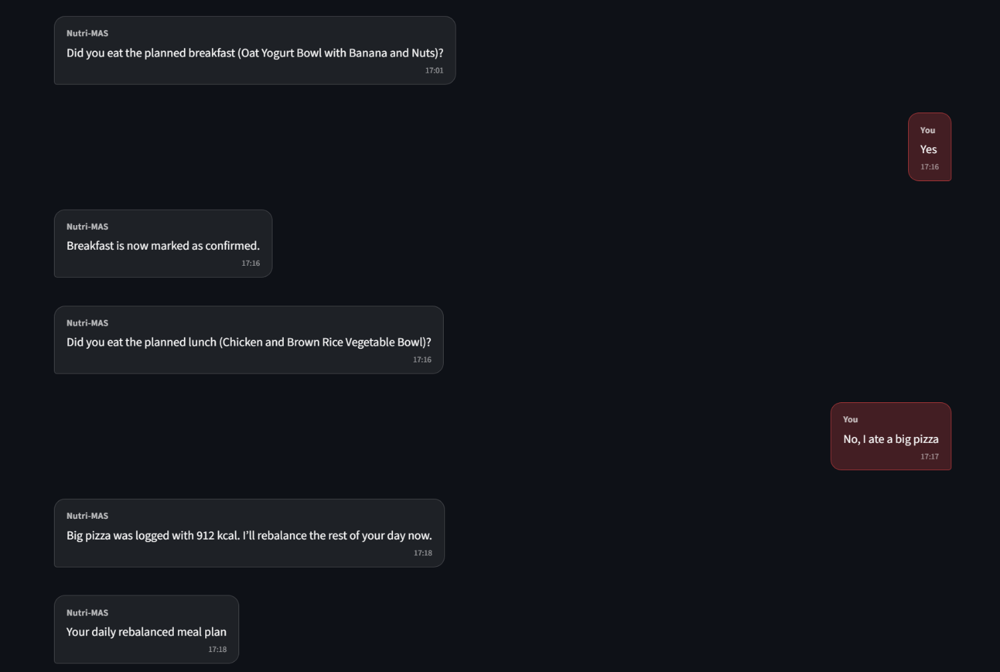 Nutri-MAS
Did you eat the planned breakfast (Oat Yogurt Bowl with Banana and Nuts)?
17:01
You
Yes
17:16
Nutri-MAS
Breakfast is now marked as confirmed.
17:16
Nutri-MAS
Did you eat the planned lunch (Chicken and Brown Rice Vegetable Bowl)?
17:16
You
No, I ate a big pizza
17:17
Nutri-MAS
Big pizza was logged with 912 kcal. I’ll rebalance the rest of your day now.
17:18
Nutri-MAS
Your daily rebalanced meal plan
17:18